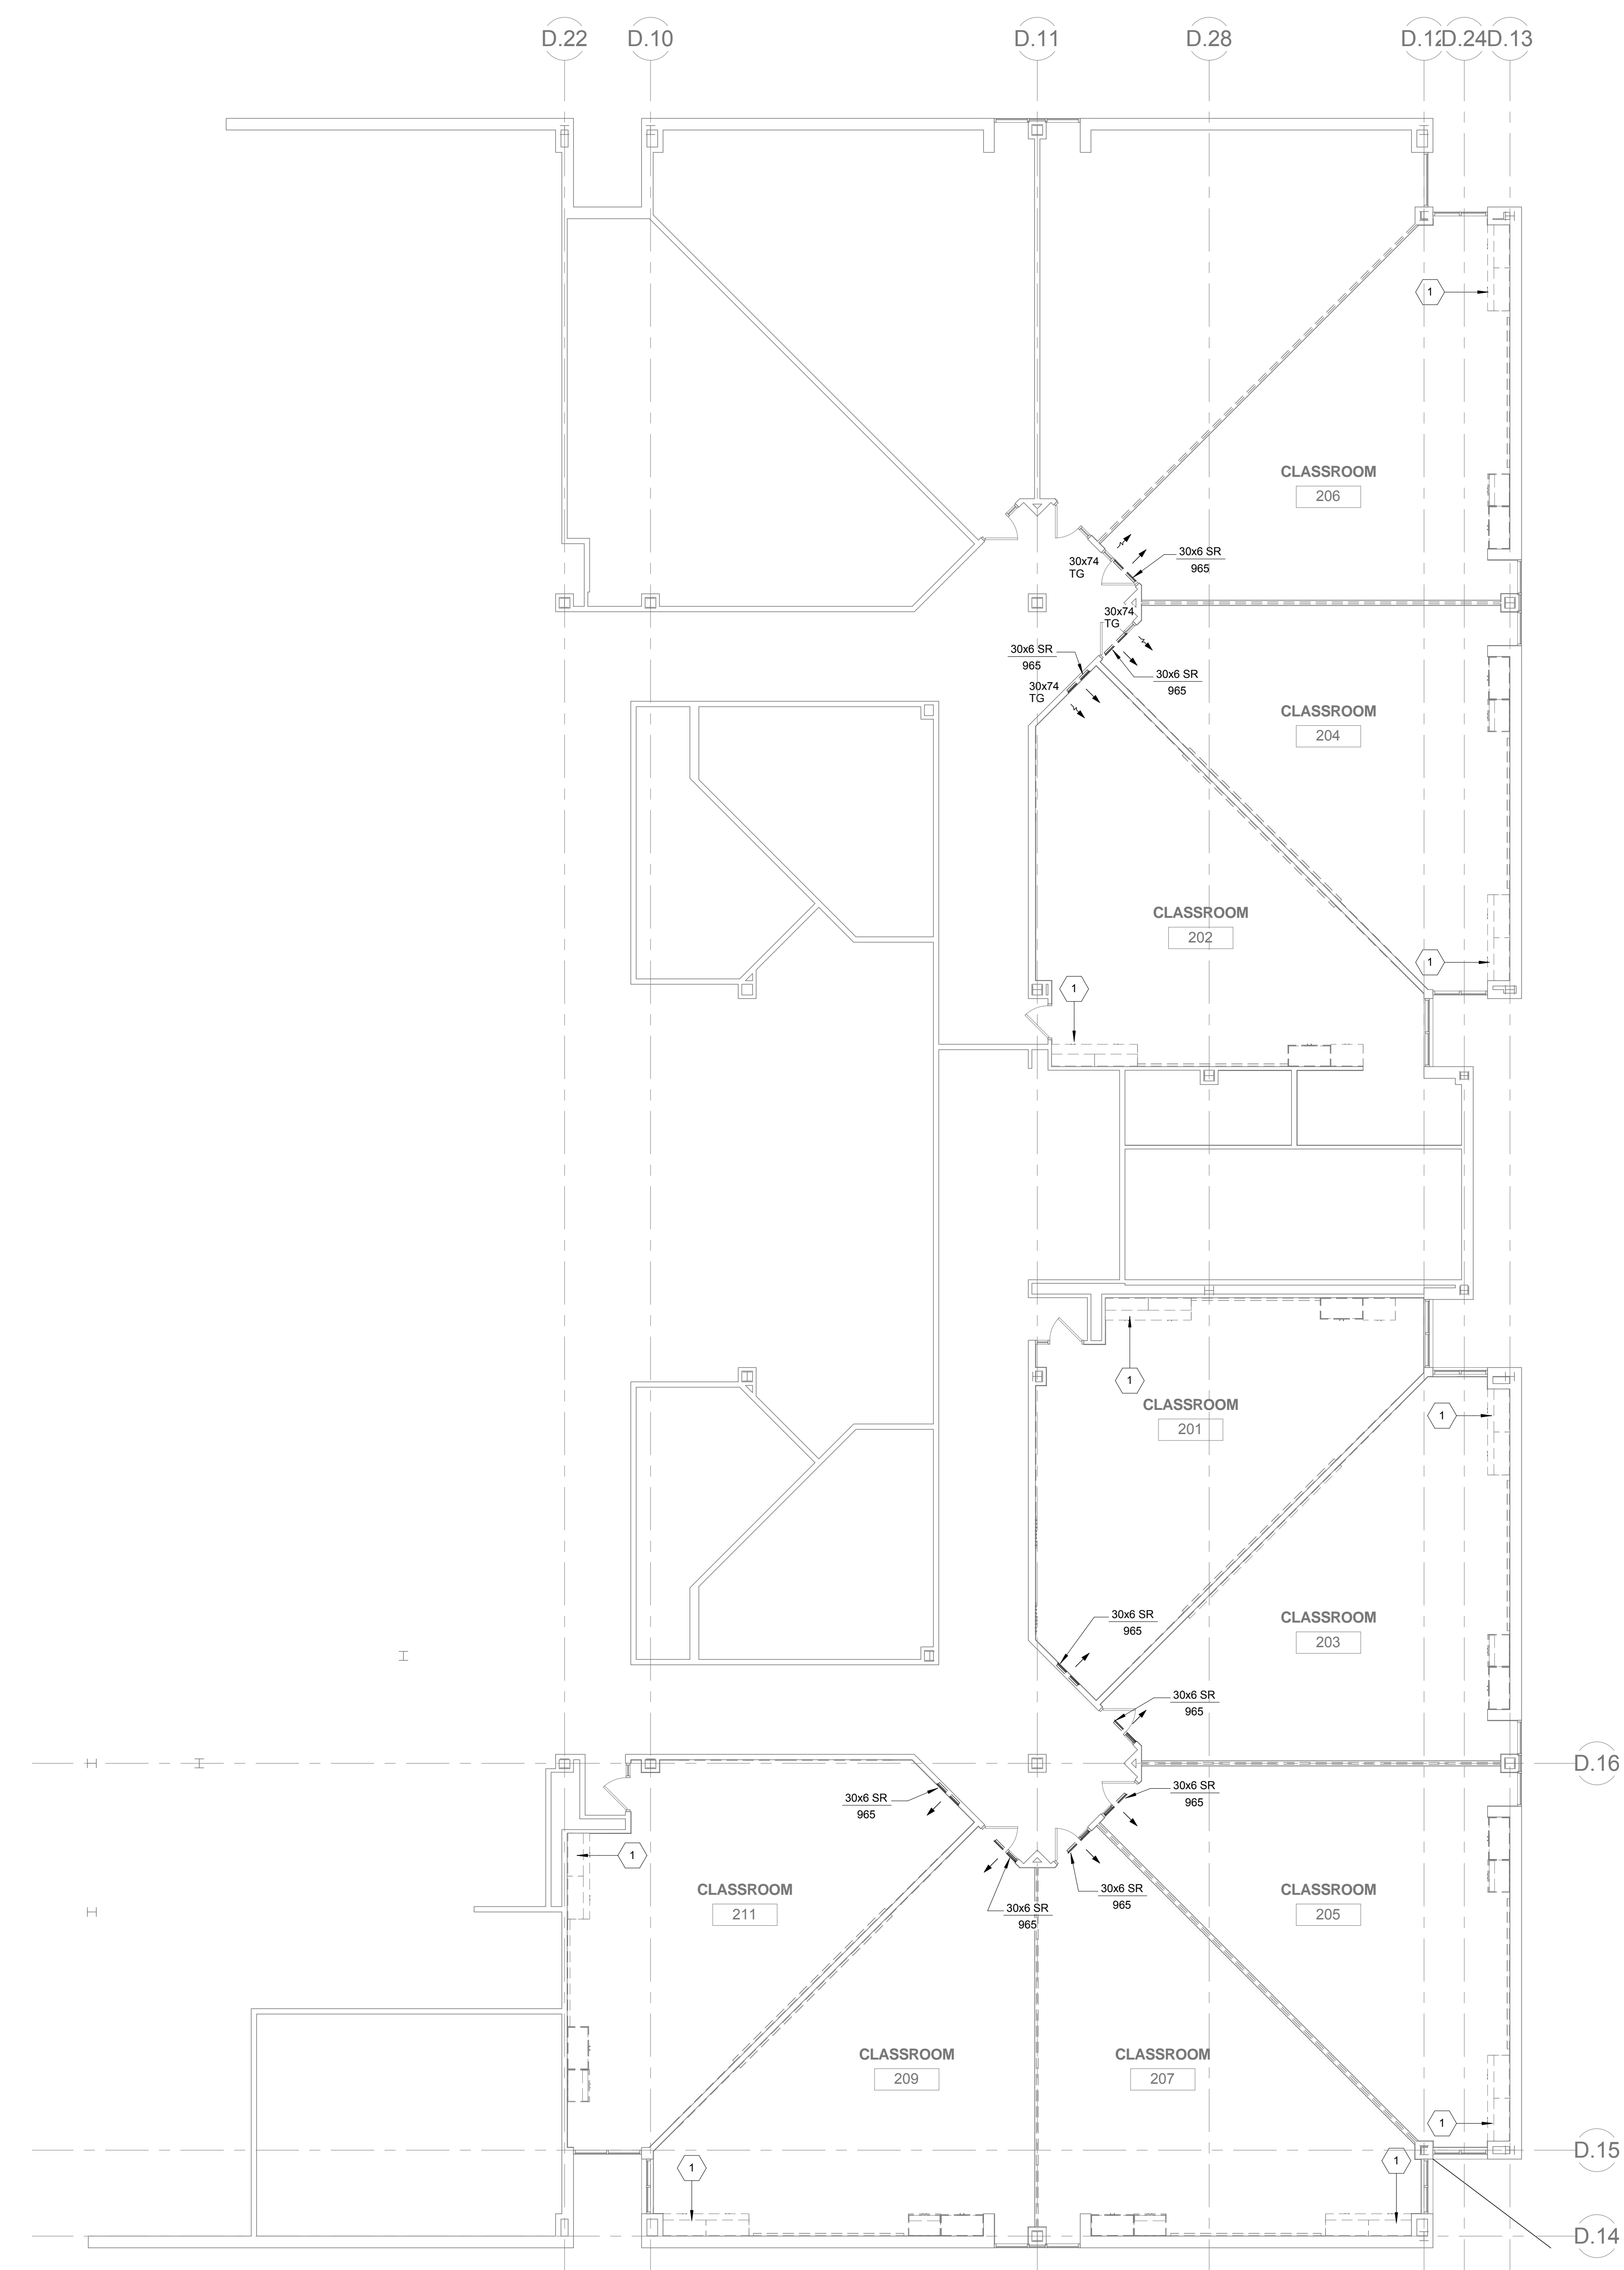 D.22
D.10
D.11
D.28
D.12
D.24
D.13
1
CLASSROOM
206
30x6 SR
965
30x74
TG
30x74
TG
30x6 SR
965
30x6 SR
965
30x74
TG
CLASSROOM
204
CLASSROOM
202
1
1
1
CLASSROOM
201
1
30x6 SR
965
CLASSROOM
203
30x6 SR
965
D.16
30x6 SR
965
30x6 SR
965
1
CLASSROOM
211
30x6 SR
965
30x6 SR
965
CLASSROOM
205
CLASSROOM
209
CLASSROOM
207
1
D.15
1
1
D.14